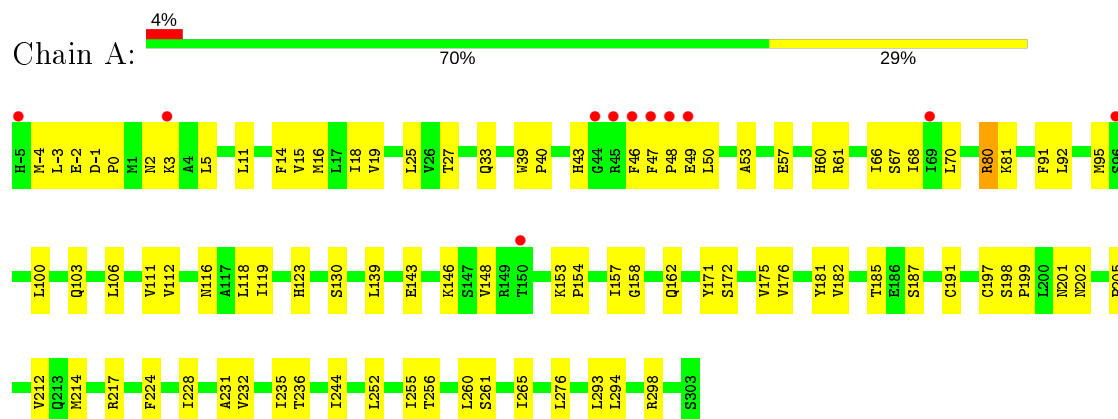 4%
Chain A:
70% 29%
H-5 M-4 L-3 E-2 D-1 P0 M1 N2 K3 A4 L5 L11 F14 V15 M16 L17 I18 V19 L25 V26 T27 Q33 W39 P40 H43 G44 R45 F46 F47 P48 E49 L50 A53 E57 H60 R61 I66 S67 I68 I69 L70 R80 K81 F91 L92 M95 S96
L100 Q103 L106 V111 V112 N116 A117 L118 I119 H123 S130 L139 E143 K146 S147 V148 R149 T150 K153 P154 I157 G158 Q162 Y171 S172 V175 V176 Y181 V182 T185 E186 S187 C191 C197 S198 P199 L200 N201 N202
V212 Q213 M214 R217 F224 I228 A231 V232 I235 T236 I244 L252 I255 T256 L260 S261 I265 L276 L293 L294 R298 S303